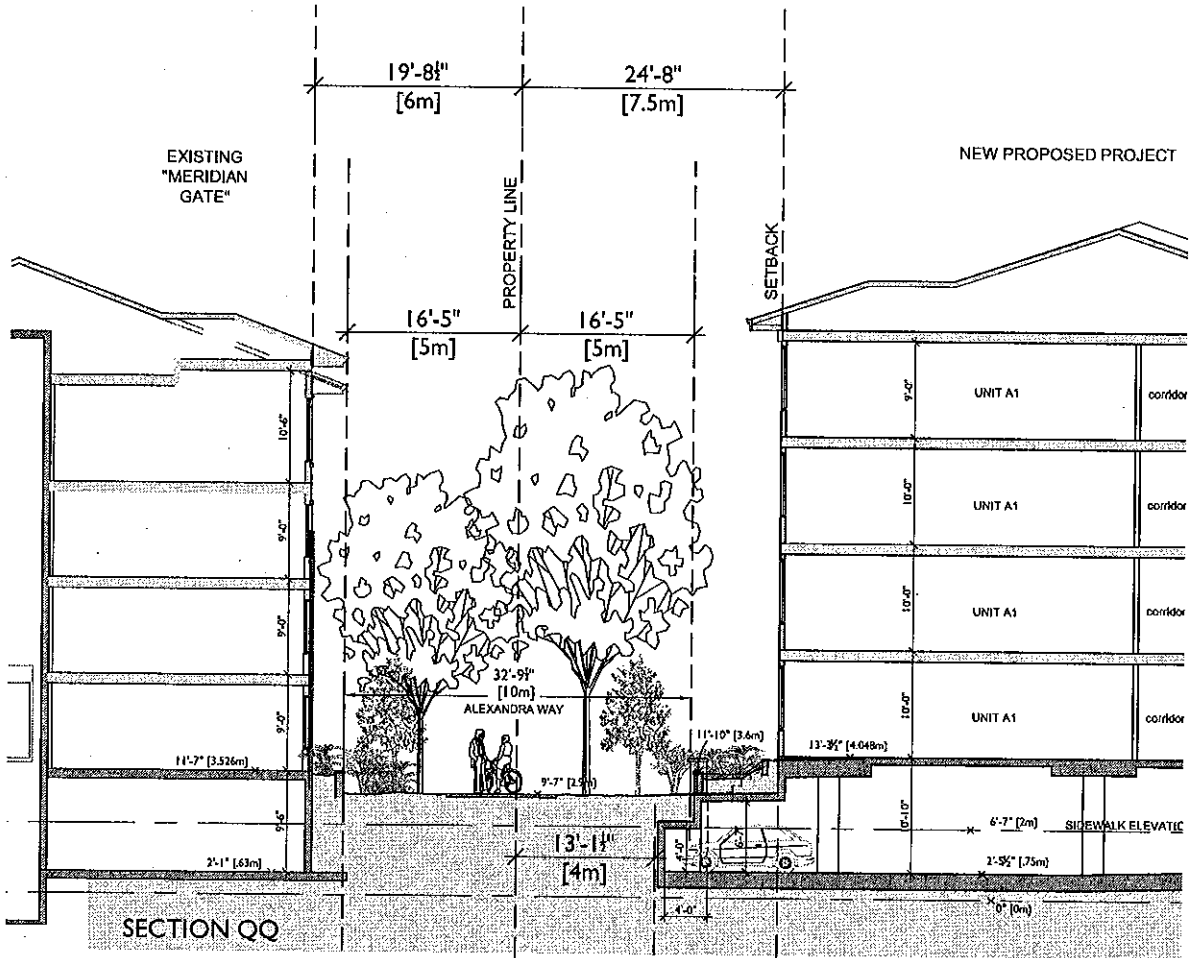 19'-8½"
[6m]
24'-8"
[7.5m]
EXISTING
"MERIDIAN
GATE"
NEW PROPOSED PROJECT
PROPERTY LINE
SETBACK
16'-5"
[5m]
16'-5"
[5m]
10'-6"
9'-0"
9'-0"
9'-0"
9'-6"
9'-0"
10'-0"
10'-0"
10'-0"
10'-10"
UNIT A1
corridor
UNIT A1
corridor
UNIT A1
corridor
UNIT A1
corridor
32'-9½"
[10m]
ALEXANDRA WAY
11'-10" [3.6m]
13'-3½" [4.048m]
11'-7" [3.526m]
9'-7" [2.9m]
6'-7" [2m]
SIDEWALK ELEVATIO
13'-1½"
[4m]
4'-0"
2'-1" [.63m]
2'-5½" [.75m]
4'-0"
0" [0m]
SECTION QQ